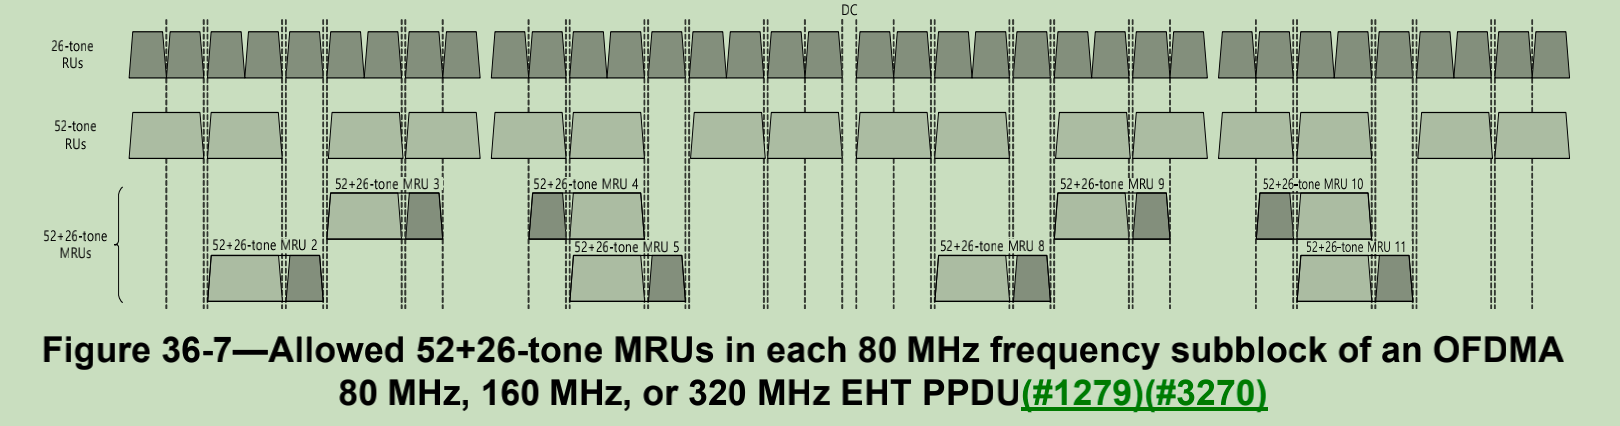 DC
26-tone
RUs
52-tone
RUs
52+26-tone MRU 3
52+26-tone MRU 4
52+26-tone MRU 9
52+26-tone MRU 10
52+26-tone
MRUs
52+26-tone MRU 2
52+26-tone MRU 5
52+26-tone MRU 8
52+26-tone MRU 11
Figure 36-7—Allowed 52+26-tone MRUs in each 80 MHz frequency subblock of an OFDMA
80 MHz, 160 MHz, or 320 MHz EHT PPDU(#1279)(#3270)